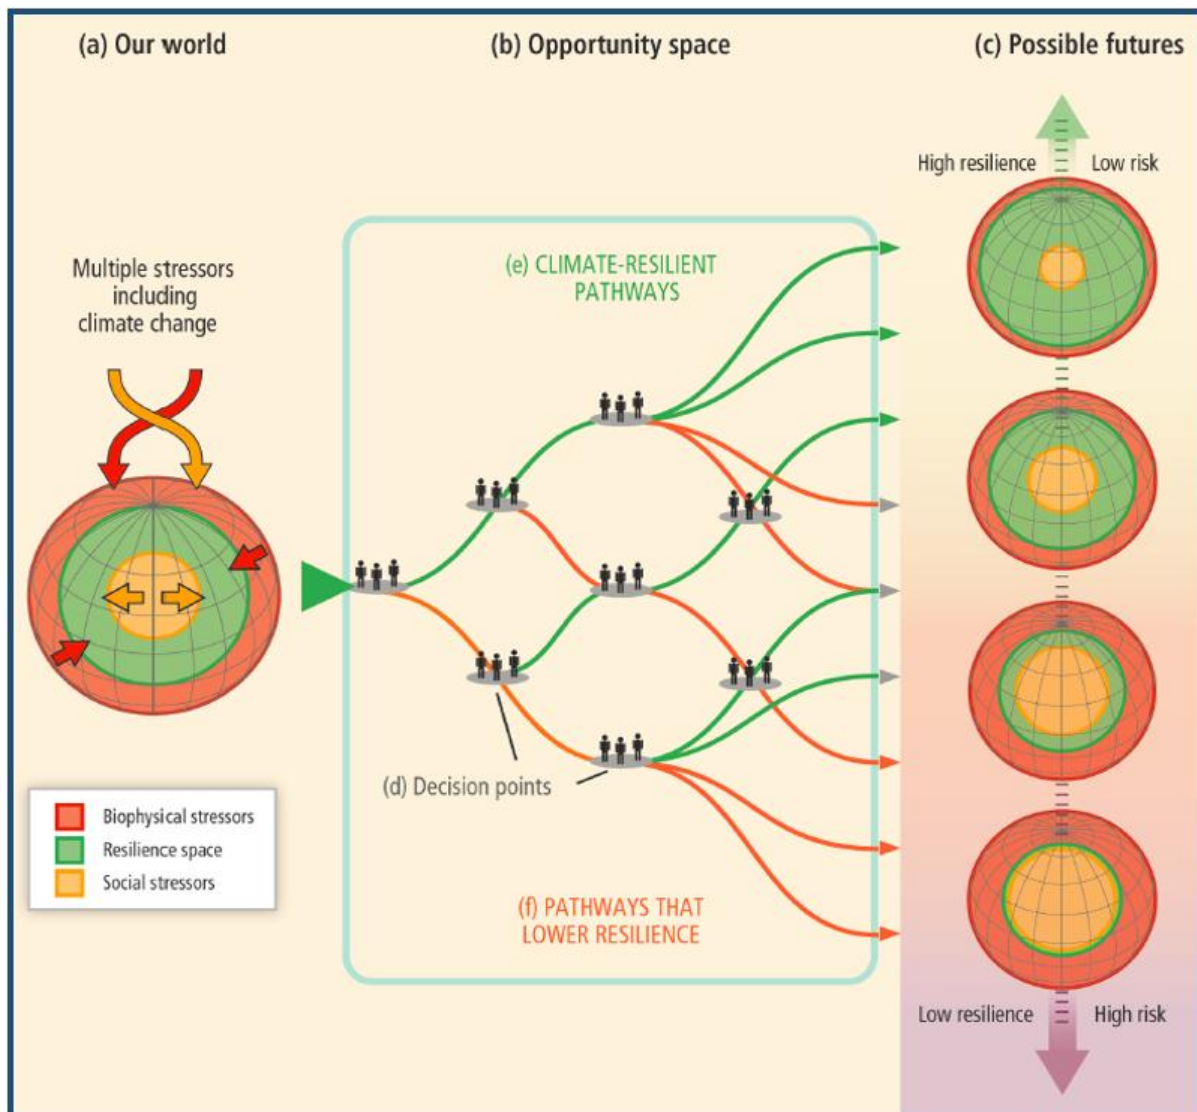 (a) Our world
(b) Opportunity space
(c) Possible futures
High resilience
Low risk
Multiple stressors
including
climate change
(e) CLIMATE-RESILIENT
PATHWAYS
(d) Decision points
Biophysical stressors
Resilience space
Social stressors
(f) PATHWAYS THAT
LOWER RESILIENCE
Low resilience
High risk